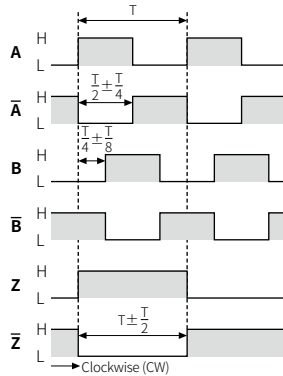 T
A H
L
A̅ H
L
T/2 ± T/4
T/4 ± T/8
B H
L
B̅ H
L
Z H
L
Z̅ H
L
T ± T/2
Clockwise (CW)